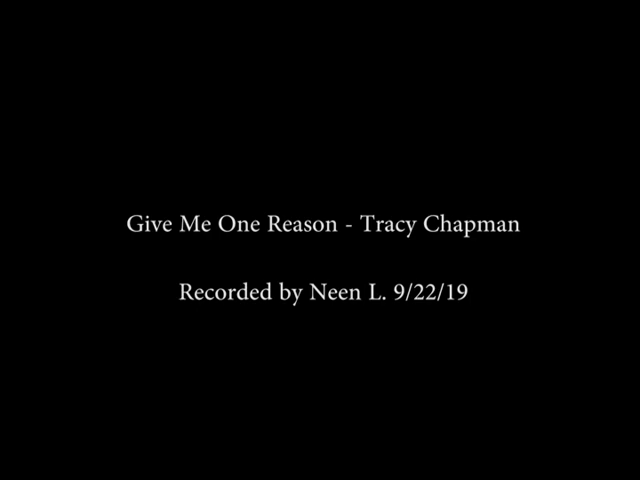 Give Me One Reason - Tracy Chapman
Recorded by Neen L. 9/22/19